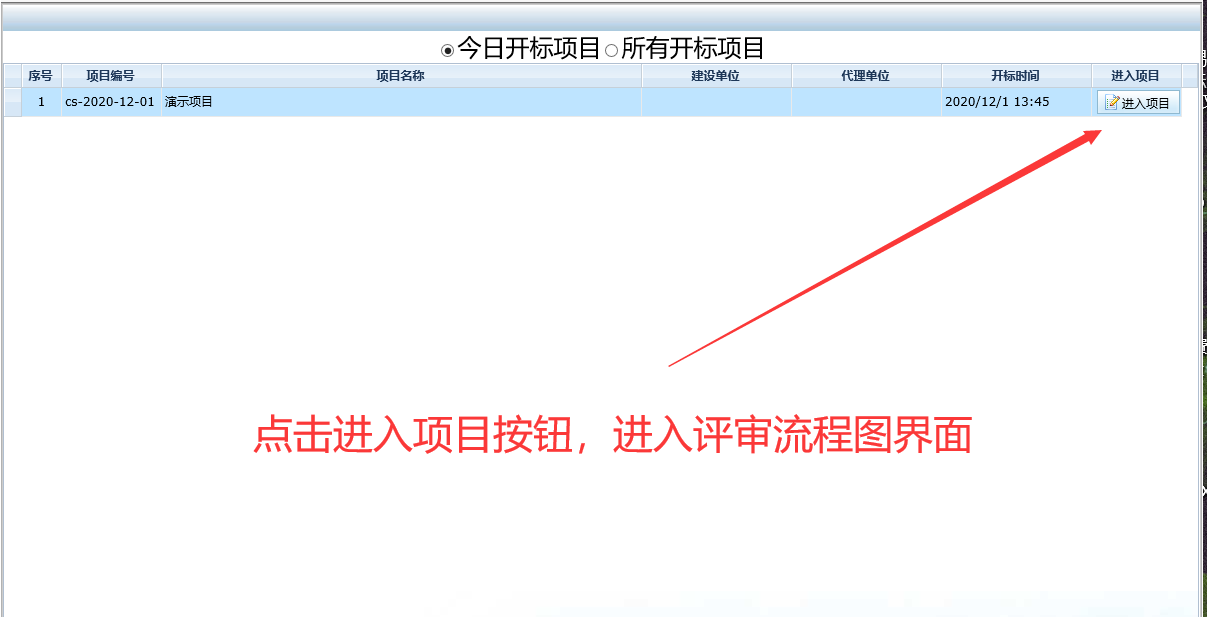 今日开标项目 所有开标项目
序号 项目编号 项目名称 建设单位 代理单位 开标时间 进入项目
1 cs-2020-12-01 演示项目 2020/12/1 13:45 进入项目
点击进入项目按钮，进入评审流程图界面